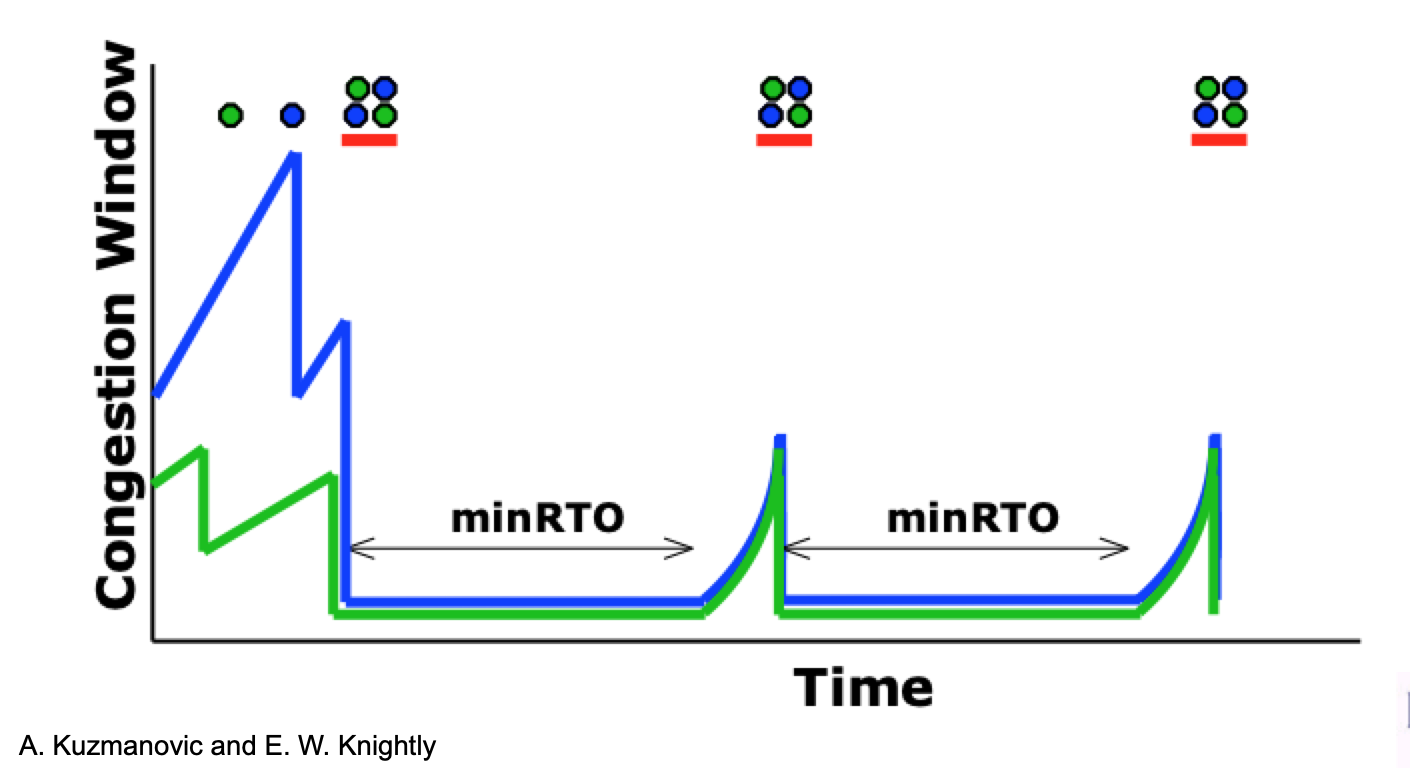 Congestion Window
minRTO
minRTO
Time
A. Kuzmanovic and E. W. Knightly